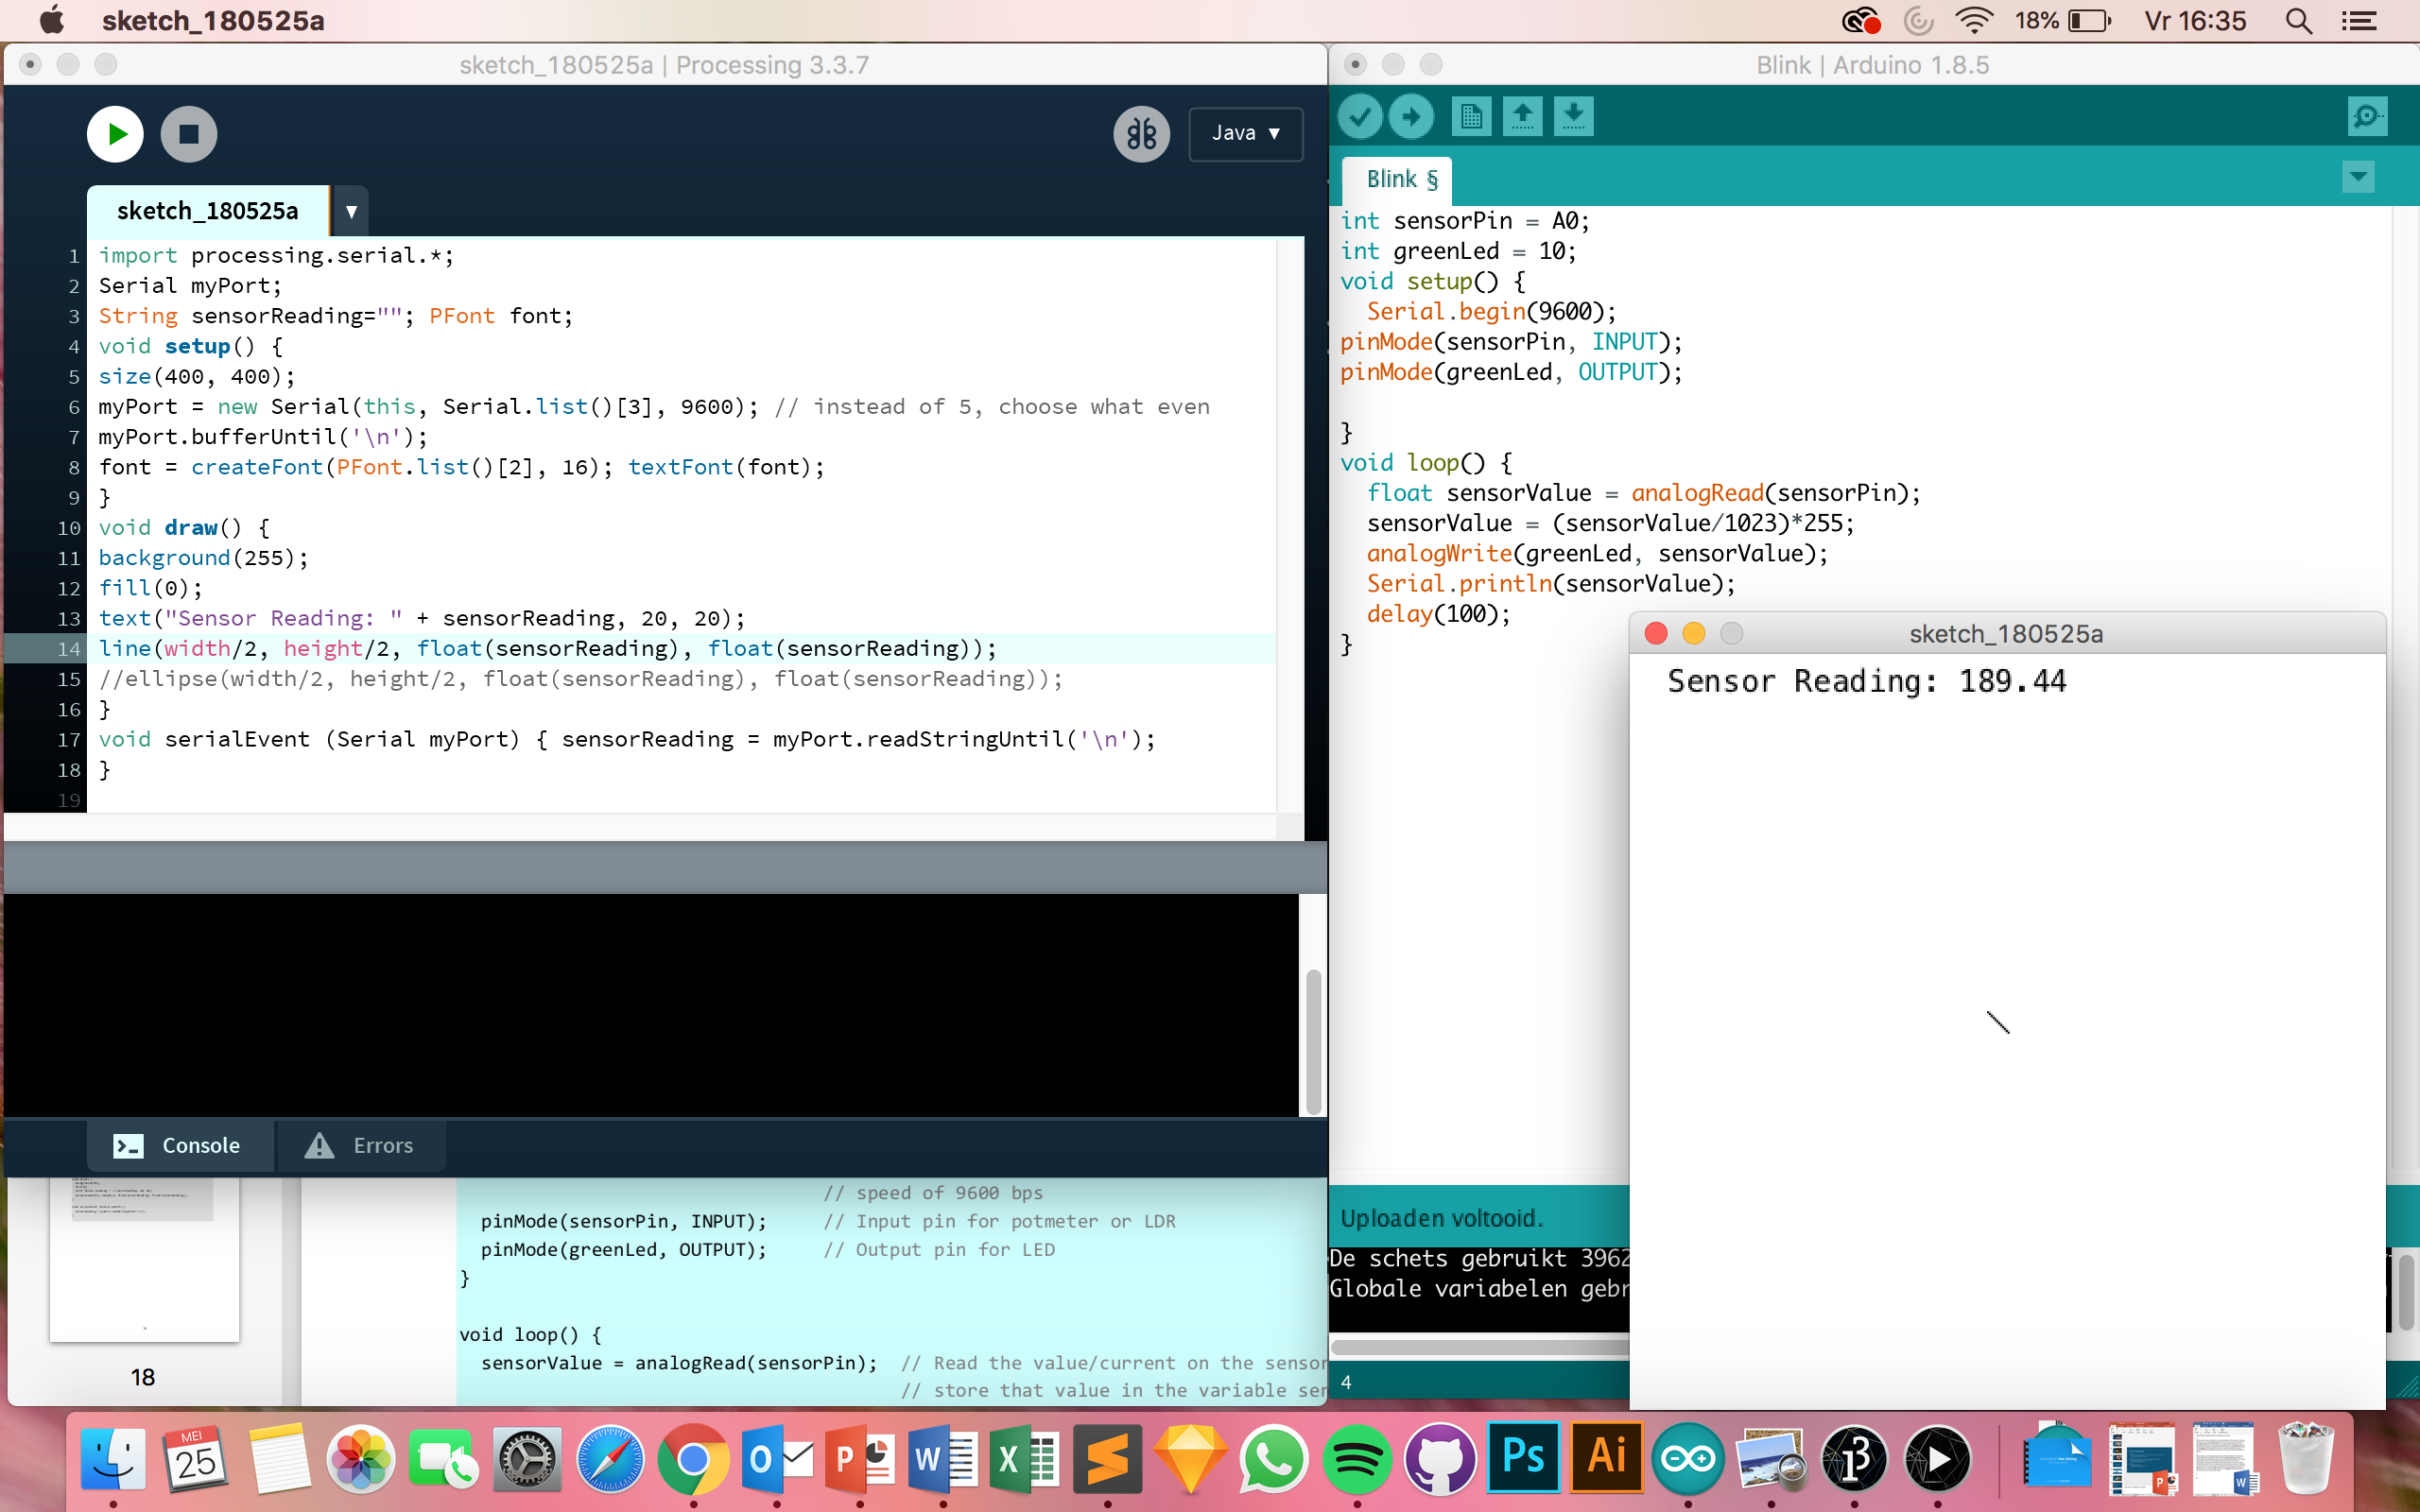 sketch_180525a
18%
Vr 16:35
sketch_180525a | Processing 3.3.7
Java ▼
sketch_180525a
▼
1 import processing.serial.*;
2 Serial myPort;
3 String sensorReading=""; PFont font;
4 void setup() {
5 size(400, 400);
6 myPort = new Serial(this, Serial.list()[3], 9600); // instead of 5, choose what even
7 myPort.bufferUntil('\n');
8 font = createFont(PFont.list()[2], 16); textFont(font);
9 }
10 void draw() {
11 background(255);
12 fill(0);
13 text("Sensor Reading: " + sensorReading, 20, 20);
14 line(width/2, height/2, float(sensorReading), float(sensorReading));
15 //ellipse(width/2, height/2, float(sensorReading), float(sensorReading));
16 }
17 void serialEvent (Serial myPort) { sensorReading = myPort.readStringUntil('\n');
18 }
19
Console
Errors
Blink | Arduino 1.8.5
Blink §
int sensorPin = A0;
int greenLed = 10;
void setup() {
Serial.begin(9600);
pinMode(sensorPin, INPUT);
pinMode(greenLed, OUTPUT);
}
void loop() {
float sensorValue = analogRead(sensorPin);
sensorValue = (sensorValue/1023)*255;
analogWrite(greenLed, sensorValue);
Serial.println(sensorValue);
delay(100);
}
sketch_180525a
Sensor Reading: 189.44
Uploaden voltooid.
De schets gebruikt 3962
Globale variabelen gebr
4
// speed of 9600 bps
pinMode(sensorPin, INPUT); // Input pin for potmeter or LDR
pinMode(greenLed, OUTPUT); // Output pin for LED
}
void loop() {
sensorValue = analogRead(sensorPin); // Read the value/current on the sensor
// store that value in the variable ser
18
MEI
25
Ps
Ai